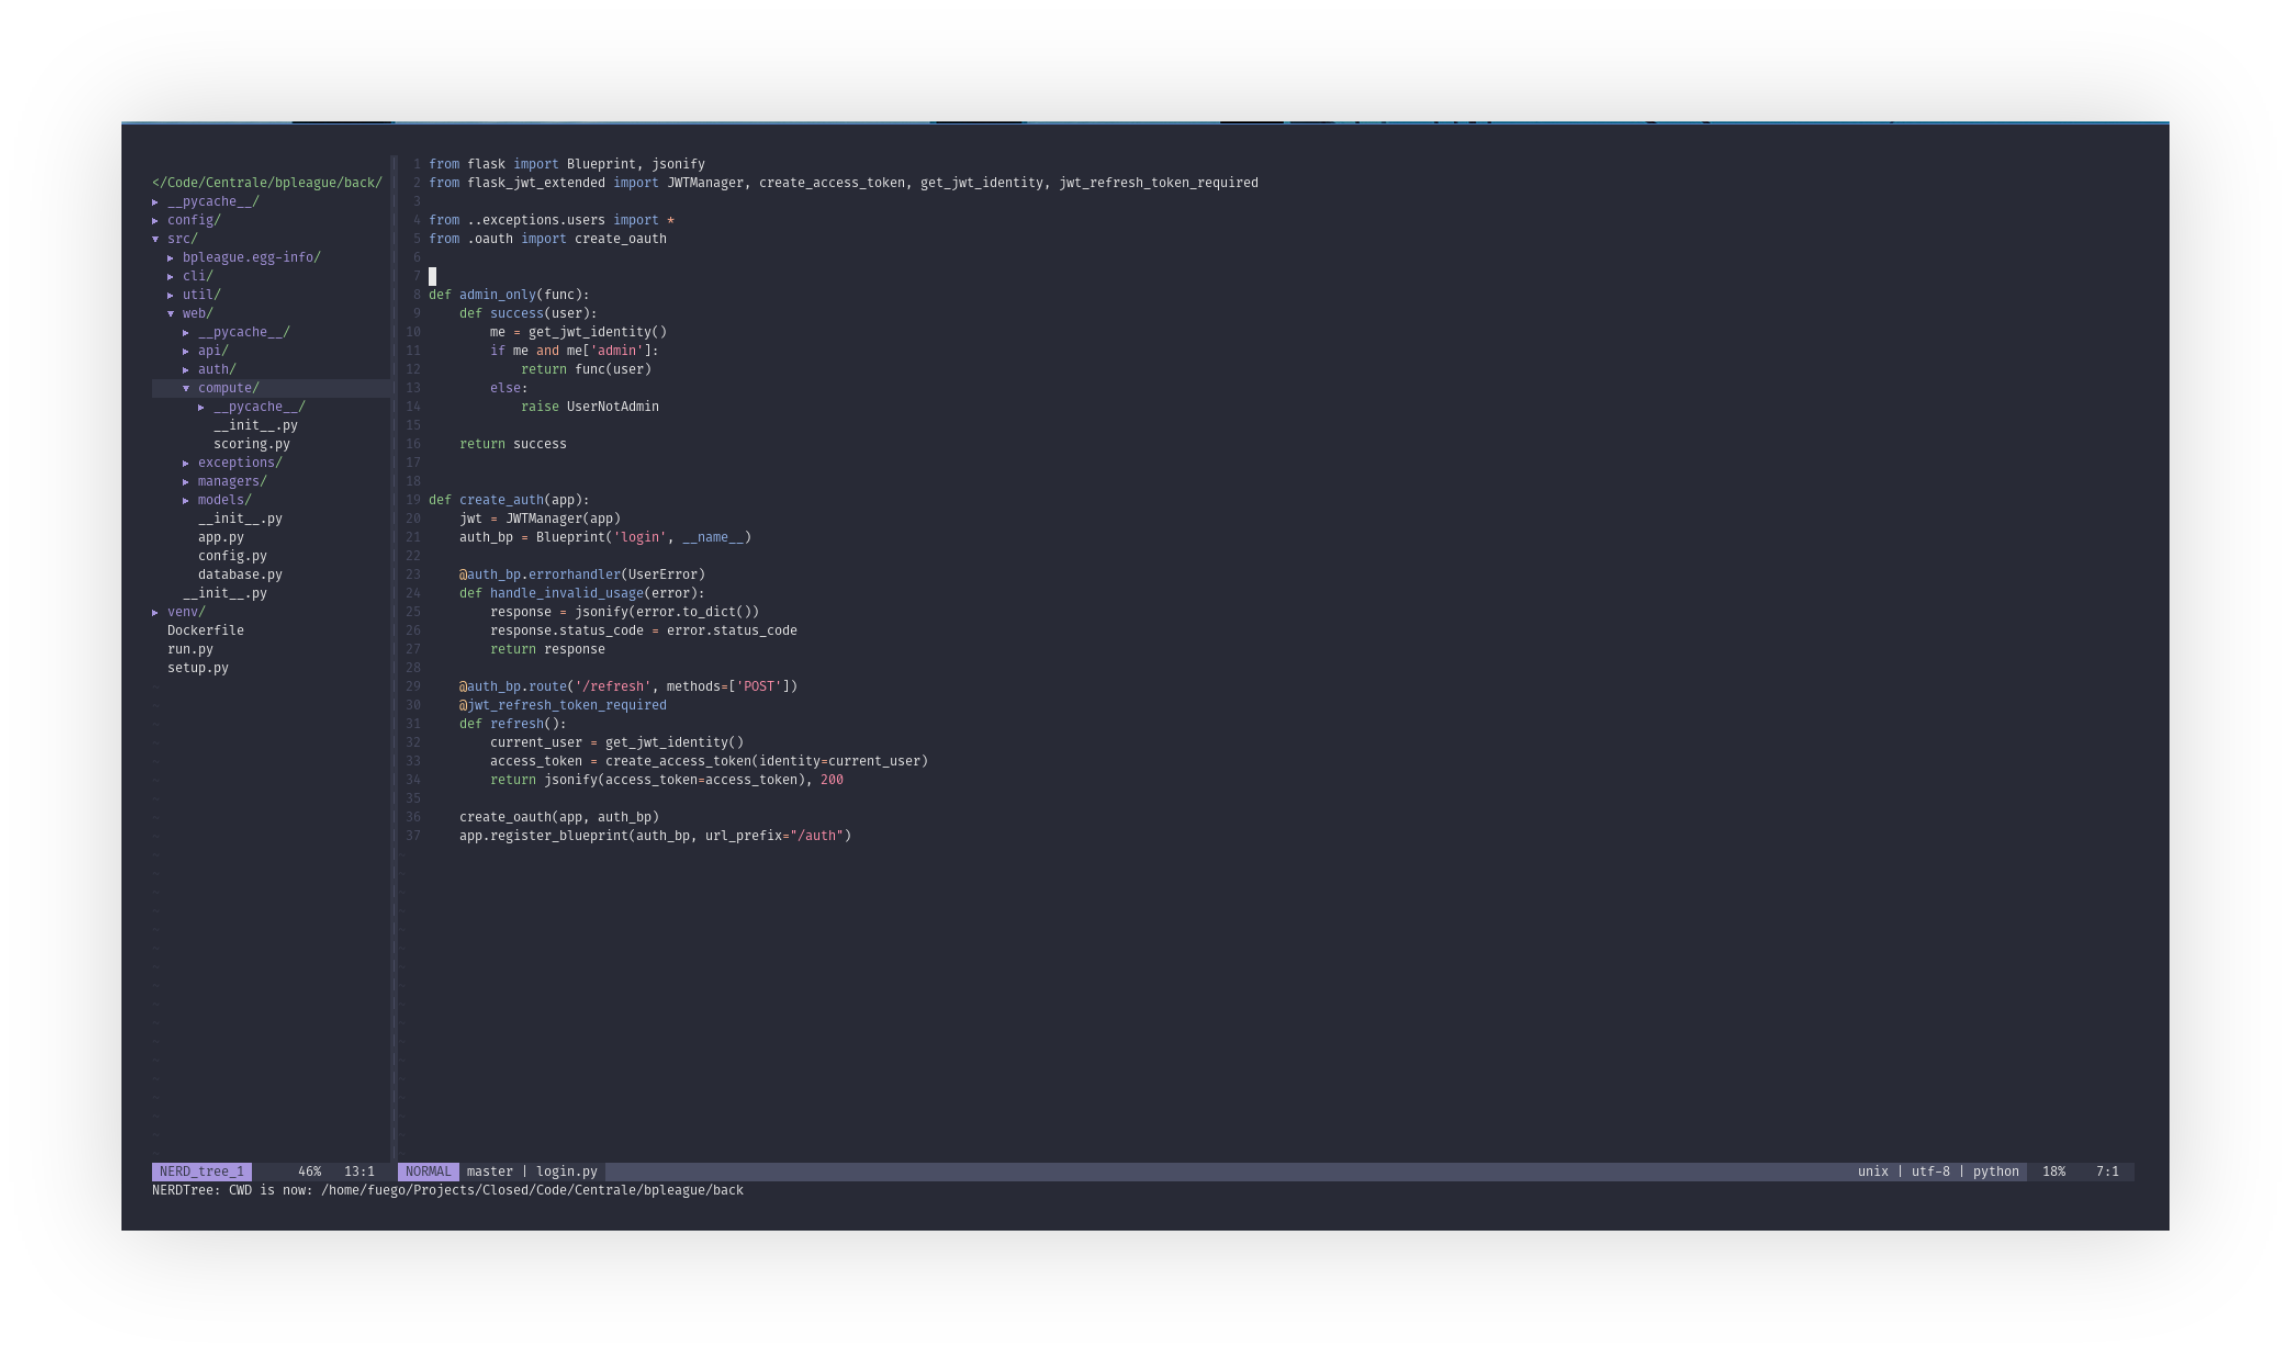 </Code/Centrale/bpleague/back/
▸ __pycache__/
▸ config/
▾ src/
  ▸ bpleague.egg-info/
  ▸ cli/
  ▸ util/
  ▾ web/
    ▸ __pycache__/
    ▸ api/
    ▸ auth/
    ▾ compute/
      ▸ __pycache__/
        __init__.py
        scoring.py
    ▸ exceptions/
    ▸ managers/
    ▸ models/
      __init__.py
      app.py
      config.py
      database.py
    __init__.py
▸ venv/
  Dockerfile
  run.py
  setup.py
1 from flask import Blueprint, jsonify
2 from flask_jwt_extended import JWTManager, create_access_token, get_jwt_identity, jwt_refresh_token_required
3
4 from ..exceptions.users import *
5 from .oauth import create_oauth
6
7
8 def admin_only(func):
9     def success(user):
10         me = get_jwt_identity()
11         if me and me['admin']:
12             return func(user)
13         else:
14             raise UserNotAdmin
15
16     return success
17
18
19 def create_auth(app):
20     jwt = JWTManager(app)
21     auth_bp = Blueprint('login', __name__)
22
23     @auth_bp.errorhandler(UserError)
24     def handle_invalid_usage(error):
25         response = jsonify(error.to_dict())
26         response.status_code = error.status_code
27         return response
28
29     @auth_bp.route('/refresh', methods=['POST'])
30     @jwt_refresh_token_required
31     def refresh():
32         current_user = get_jwt_identity()
33         access_token = create_access_token(identity=current_user)
34         return jsonify(access_token=access_token), 200
35
36     create_oauth(app, auth_bp)
37     app.register_blueprint(auth_bp, url_prefix="/auth")
NERD_tree_1 46% 13:1 NORMAL master | login.py unix | utf-8 | python 18% 7:1
NERDTree: CWD is now: /home/fuego/Projects/Closed/Code/Centrale/bpleague/back